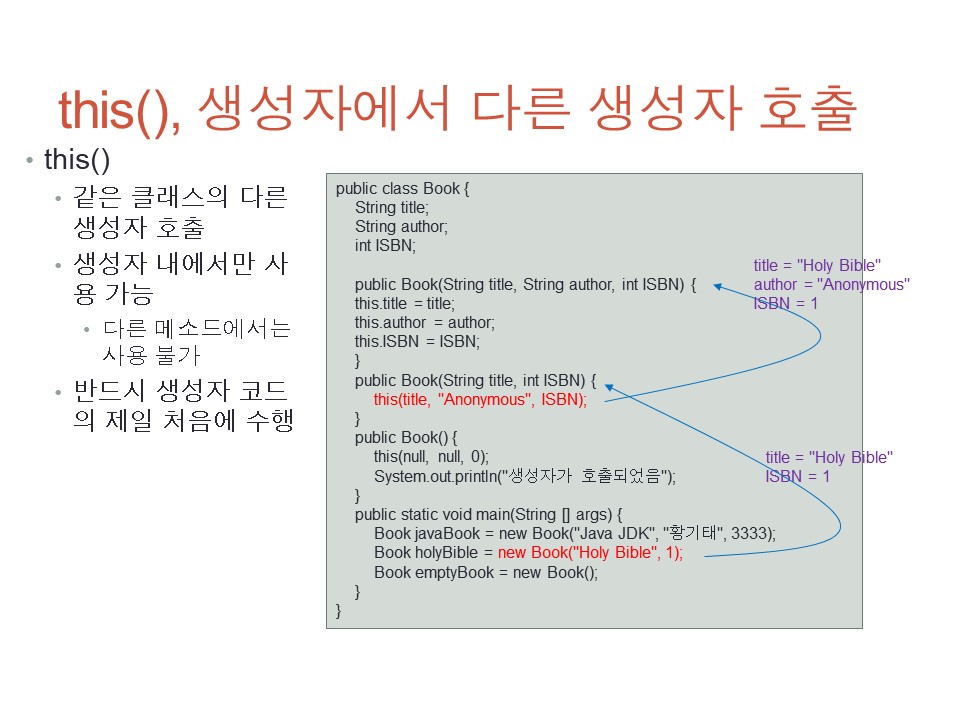 this(), 생성자에서 다른 생성자 호출
• this()
• 같은 클래스의 다른
생성자 호출
• 생성자 내에서만 사
용 가능
• 다른 메소드에서는
사용 불가
• 반드시 생성자 코드
의 제일 처음에 수행
public class Book {
String title;
String author;
int ISBN;
public Book(String title, String author, int ISBN) {
this.title = title;
this.author = author;
this.ISBN = ISBN;
}
public Book(String title, int ISBN) {
this(title, "Anonymous", ISBN);
}
public Book() {
this(null, null, 0);
System.out.println("생성자가 호출되었음");
}
public static void main(String [] args) {
Book javaBook = new Book("Java JDK", "황기태", 3333);
Book holyBible = new Book("Holy Bible", 1);
Book emptyBook = new Book();
}
}
title = "Holy Bible"
author = "Anonymous"
ISBN = 1
title = "Holy Bible"
ISBN = 1